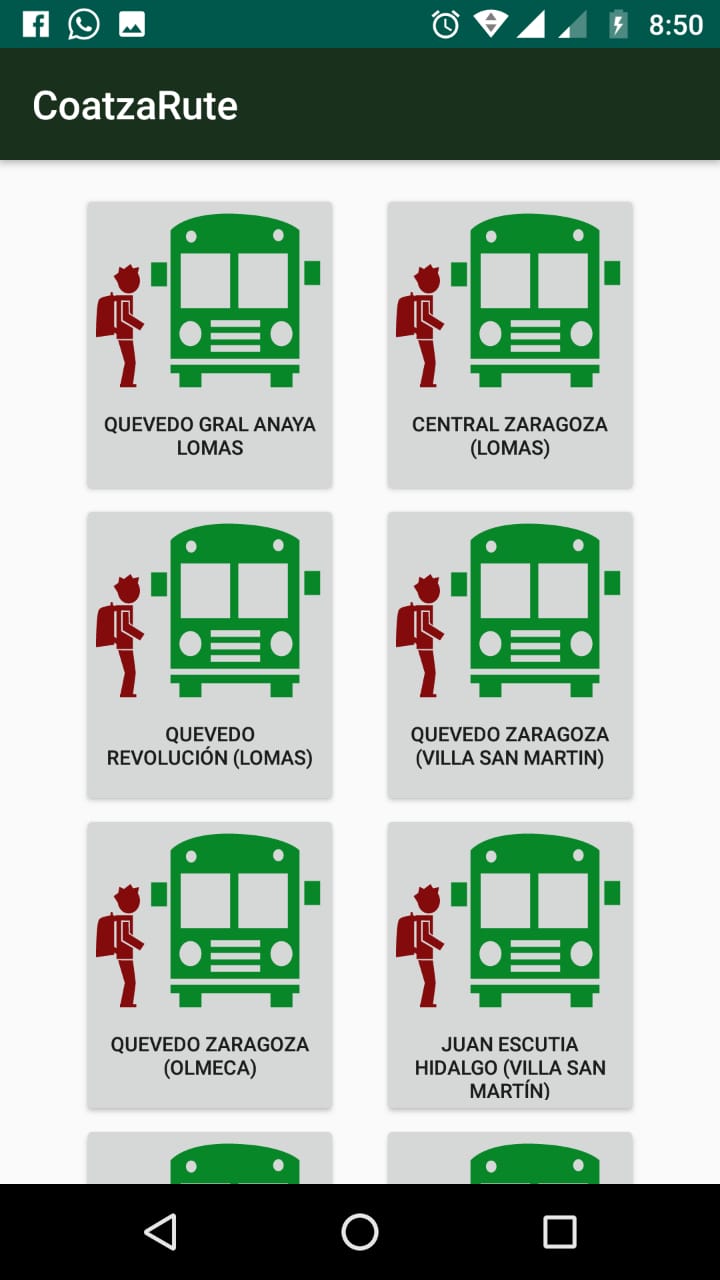 8:50
CoatzaRute
QUEVEDO GRAL ANAYA
LOMAS
CENTRAL ZARAGOZA
(LOMAS)
QUEVEDO
REVOLUCIÓN (LOMAS)
QUEVEDO ZARAGOZA
(VILLA SAN MARTIN)
QUEVEDO ZARAGOZA
(OLMECA)
JUAN ESCUTIA
HIDALGO (VILLA SAN
MARTÍN)